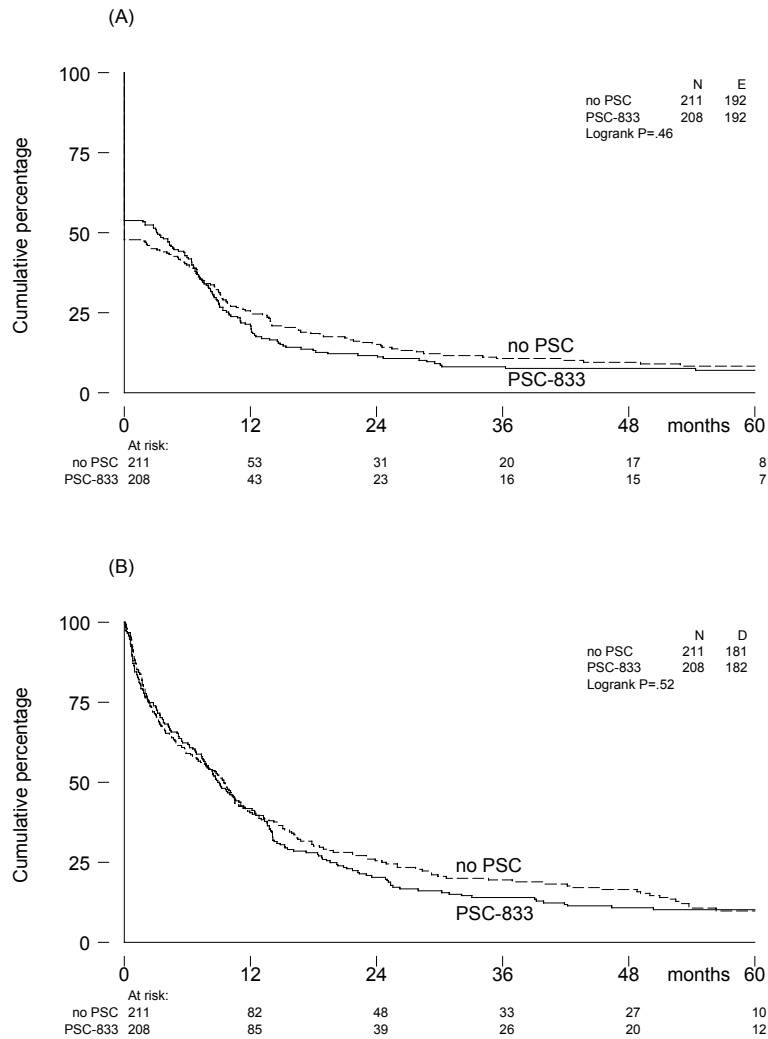 (A)
N E
no PSC 211 192
PSC-833 208 192
Logrank P=.46
Cumulative percentage
100
75
50
25
0
no PSC
PSC-833
0 12 24 36 48 months 60
At risk:
no PSC 211 53 31 20 17 8
PSC-833 208 43 23 16 15 7
(B)
N D
no PSC 211 181
PSC-833 208 182
Logrank P=.52
Cumulative percentage
100
75
50
25
0
no PSC
PSC-833
0 12 24 36 48 months 60
At risk:
no PSC 211 82 48 33 27 10
PSC-833 208 85 39 26 20 12